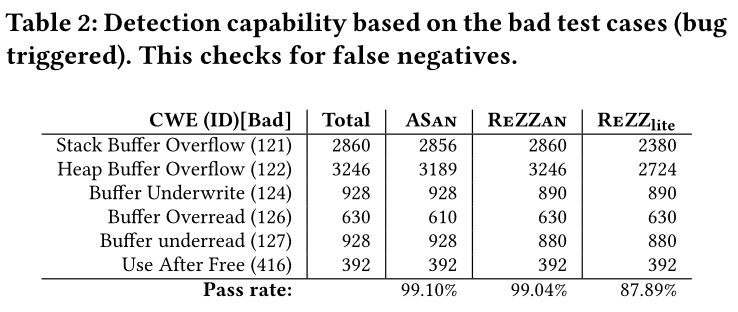 Table 2: Detection capability based on the bad test cases (bug
triggered). This checks for false negatives.
CWE (ID)[Bad] Total ASAN REZZAN REZZlite
Stack Buffer Overflow (121) 2860 2856 2860 2380
Heap Buffer Overflow (122) 3246 3189 3246 2724
Buffer Underwrite (124) 928 928 890 890
Buffer Overread (126) 630 610 630 630
Buffer underread (127) 928 928 880 880
Use After Free (416) 392 392 392 392
Pass rate: 99.10% 99.04% 87.89%